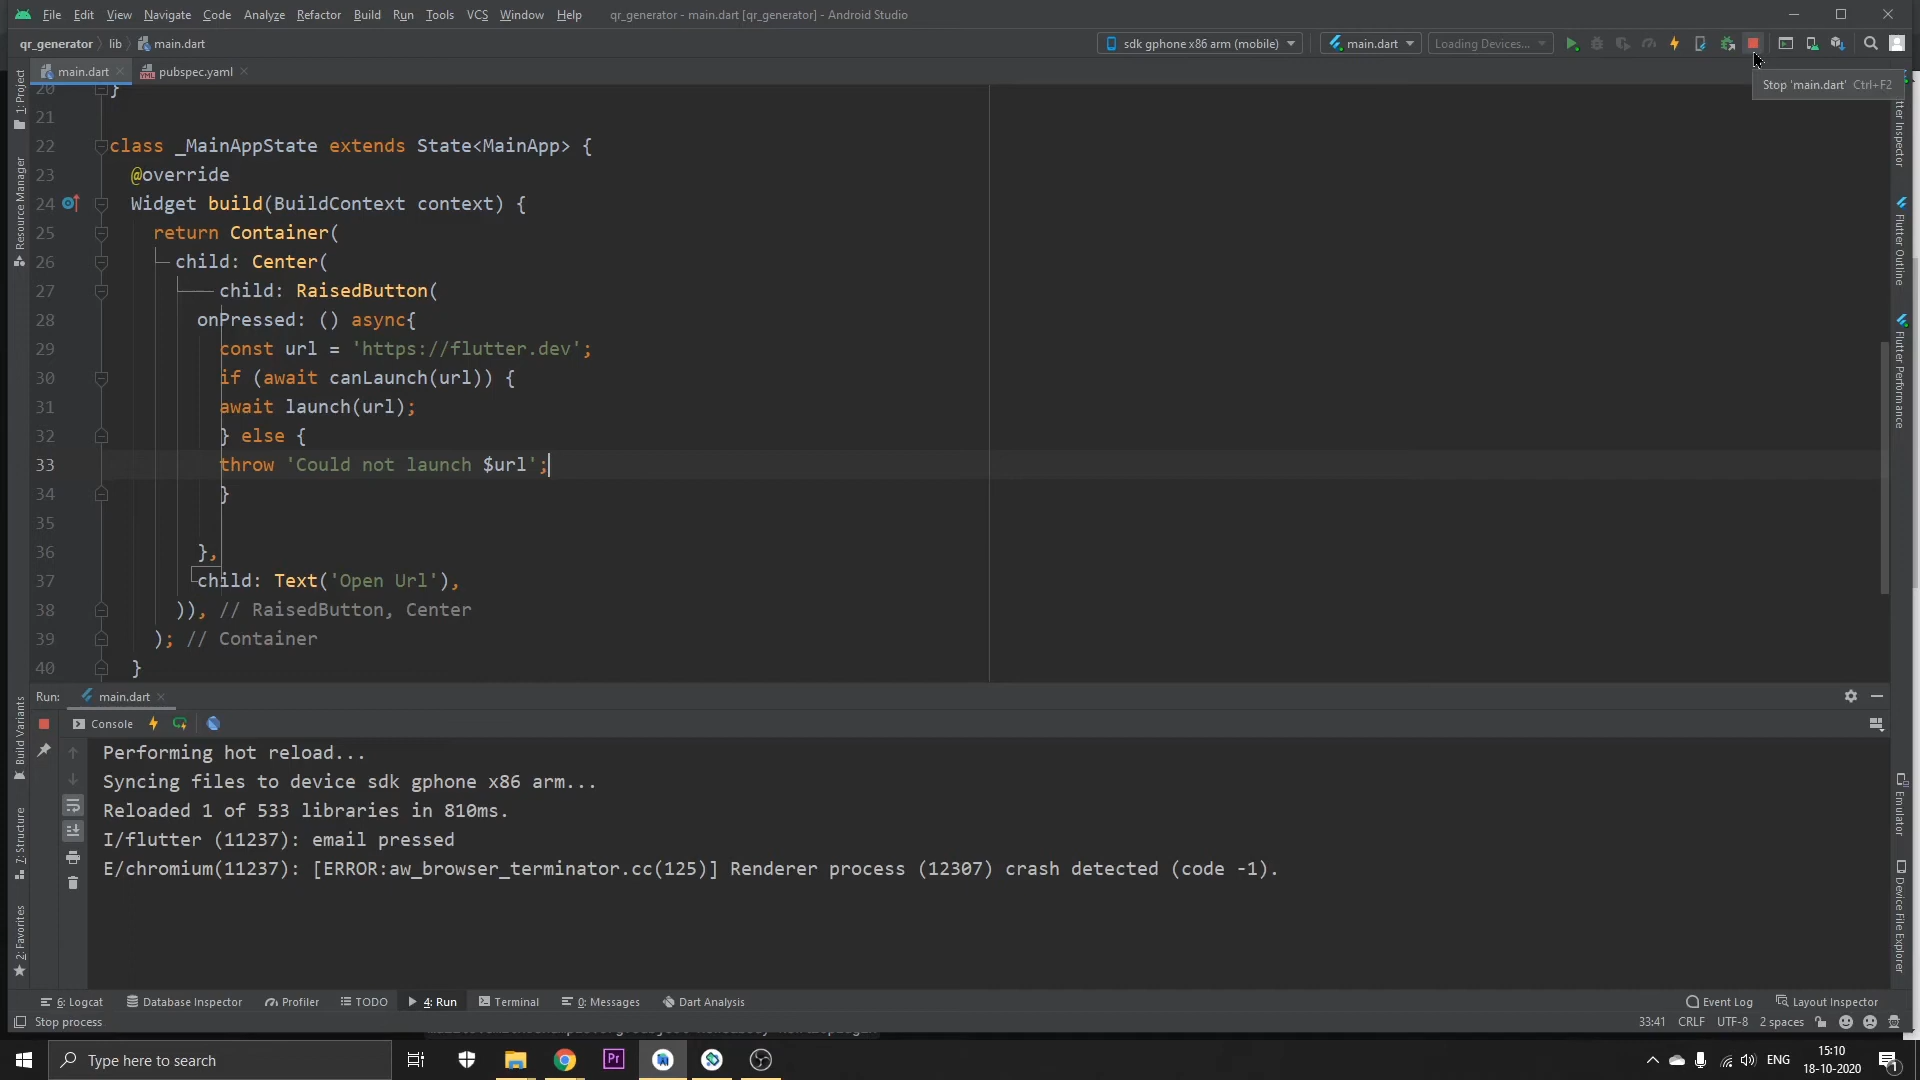 File Edit View Navigate Code Analyze Refactor Build Run Tools VCS Window Help qr_generator - main.dart [qr_generator] - Android Studio
qr_generator lib main.dart sdk gphone x86 arm (mobile) main.dart Loading Devices...
main.dart pubspec.yaml
Stop 'main.dart' Ctrl+F2
1: Project
Resource Manager
Build Variants
7: Structure
2: Favorites
20 }
21
22 class _MainAppState extends State<MainApp> {
23 @override
24 Widget build(BuildContext context) {
25 return Container(
26 child: Center(
27 child: RaisedButton(
28 onPressed: () async{
29 const url = 'https://flutter.dev';
30 if (await canLaunch(url)) {
31 await launch(url);
32 } else {
33 throw 'Could not launch $url';
34 }
35
36 },
37 child: Text('Open Url'),
38 )), // RaisedButton, Center
39 ); // Container
40 }
Flutter Outline
Flutter Performance
Emulator
Device File Explorer
Run: main.dart
Console
Performing hot reload...
Syncing files to device sdk gphone x86 arm...
Reloaded 1 of 533 libraries in 810ms.
I/flutter (11237): email pressed
E/chromium(11237): [ERROR:aw_browser_terminator.cc(125)] Renderer process (12307) crash detected (code -1).
6: Logcat Database Inspector Profiler TODO 4: Run Terminal 0: Messages Dart Analysis Event Log Layout Inspector
Stop process 33:41 CRLF UTF-8 2 spaces
Type here to search Pr ENG 15:10
18-10-2020 1